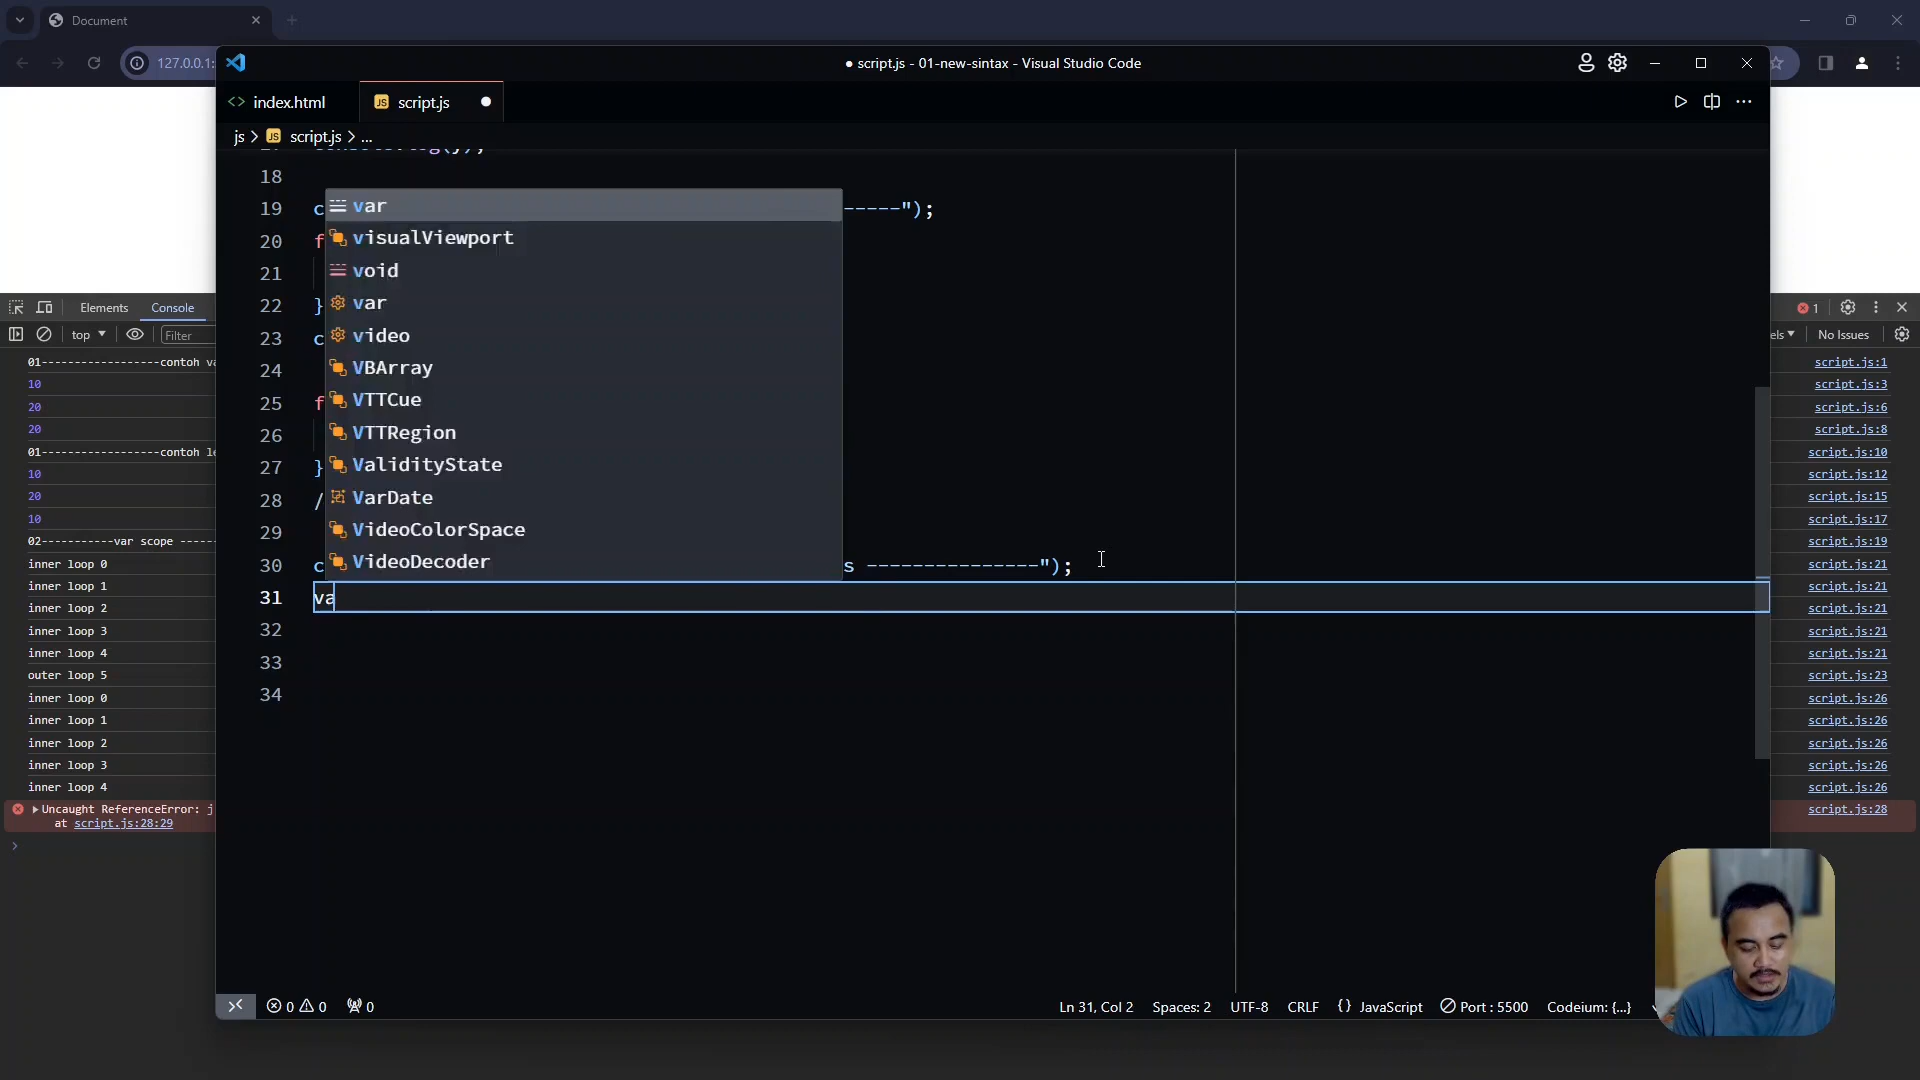 Document
127.0.0.1:
● script.js - 01-new-sintax - Visual Studio Code
index.html
JS script.js
js > JS script.js > ...
18
19 c -----");
20 f
21
22 }
23 c
24
25 f
26
27 }
28 /
29
30 c s ---------------");
31 va
32
33
34
var
visualViewport
void
var
video
VBArray
VTTCue
VTTRegion
ValidityState
VarDate
VideoColorSpace
VideoDecoder
Elements Console
1
top Filter
els No Issues
01------------------contoh va script.js:1
10 script.js:3
20 script.js:6
20 script.js:8
01------------------contoh le script.js:10
10 script.js:12
20 script.js:15
10 script.js:17
02-----------var scope ----- script.js:19
inner loop 0 script.js:21
inner loop 1 script.js:21
inner loop 2 script.js:21
inner loop 3 script.js:21
inner loop 4 script.js:21
outer loop 5 script.js:23
inner loop 0 script.js:26
inner loop 1 script.js:26
inner loop 2 script.js:26
inner loop 3 script.js:26
inner loop 4 script.js:26
Uncaught ReferenceError: j script.js:28
at script.js:28:29
0 0 0
Ln 31, Col 2 Spaces: 2 UTF-8 CRLF {} JavaScript Port : 5500 Codeium: {...}